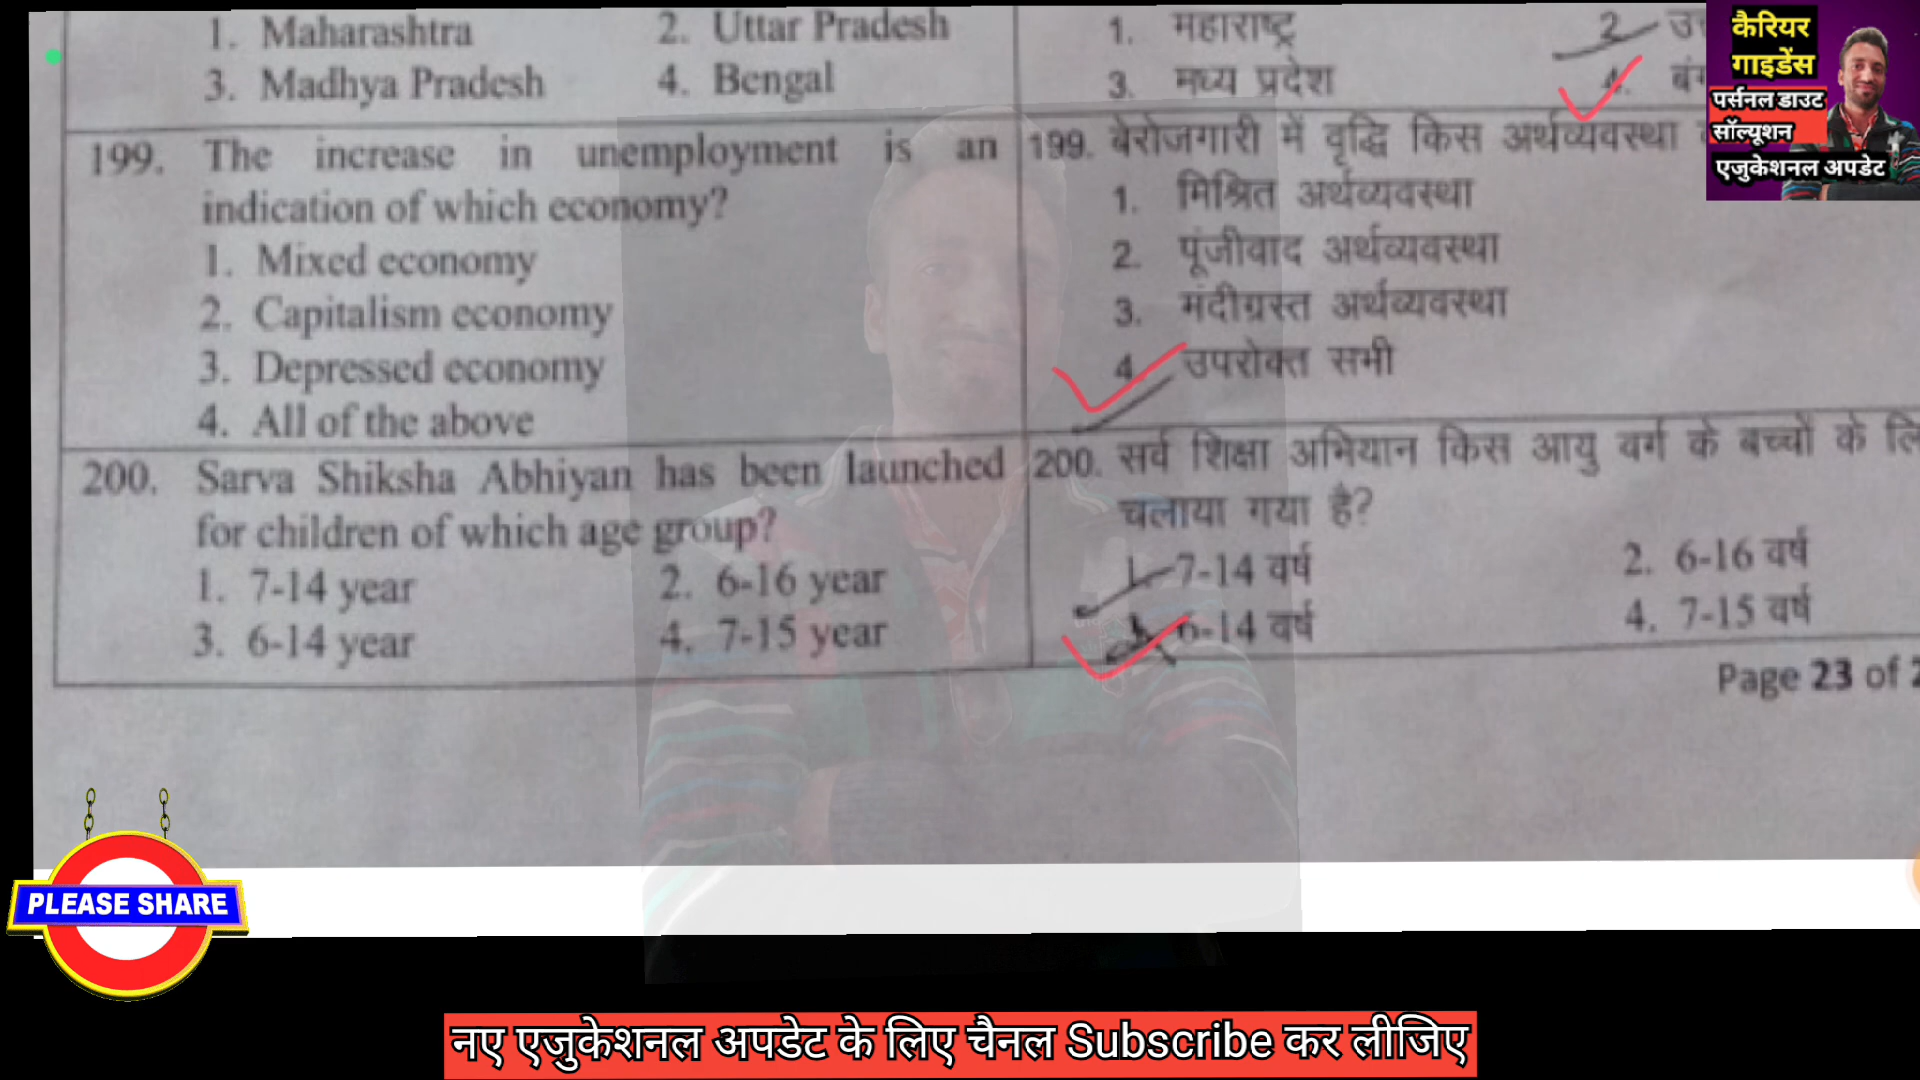 1. Maharashtra 2. Uttar Pradesh
3. Madhya Pradesh 4. Bengal
199. The increase in unemployment is an
indication of which economy?
1. Mixed economy
2. Capitalism economy
3. Depressed economy
4. All of the above
200. Sarva Shiksha Abhiyan has been launched
for children of which age group?
1. 7-14 year 2. 6-16 year
3. 6-14 year 4. 7-15 year
1. महाराष्ट्र 2.
3. मध्य प्रदेश 4.
199. बेरोजगारी में वृद्धि किस अर्थव्यवस्था
1. मिश्रित अर्थव्यवस्था
2. पूंजीवाद अर्थव्यवस्था
3. मंदीग्रस्त अर्थव्यवस्था
4. उपरोक्त सभी
200. सर्व शिक्षा अभियान किस आयु वर्ग के बच्चों के
चलाया गया है?
1. 7-14 वर्ष 2. 6-16 वर्ष
6-14 वर्ष 4. 7-15 वर्ष
Page 23 of
कैरियर
गाइडेंस
पर्सनल डाउट
सॉल्यूशन
एजुकेशनल अपडेट
PLEASE SHARE
नए एजुकेशनल अपडेट के लिए चैनल Subscribe कर लीजिए